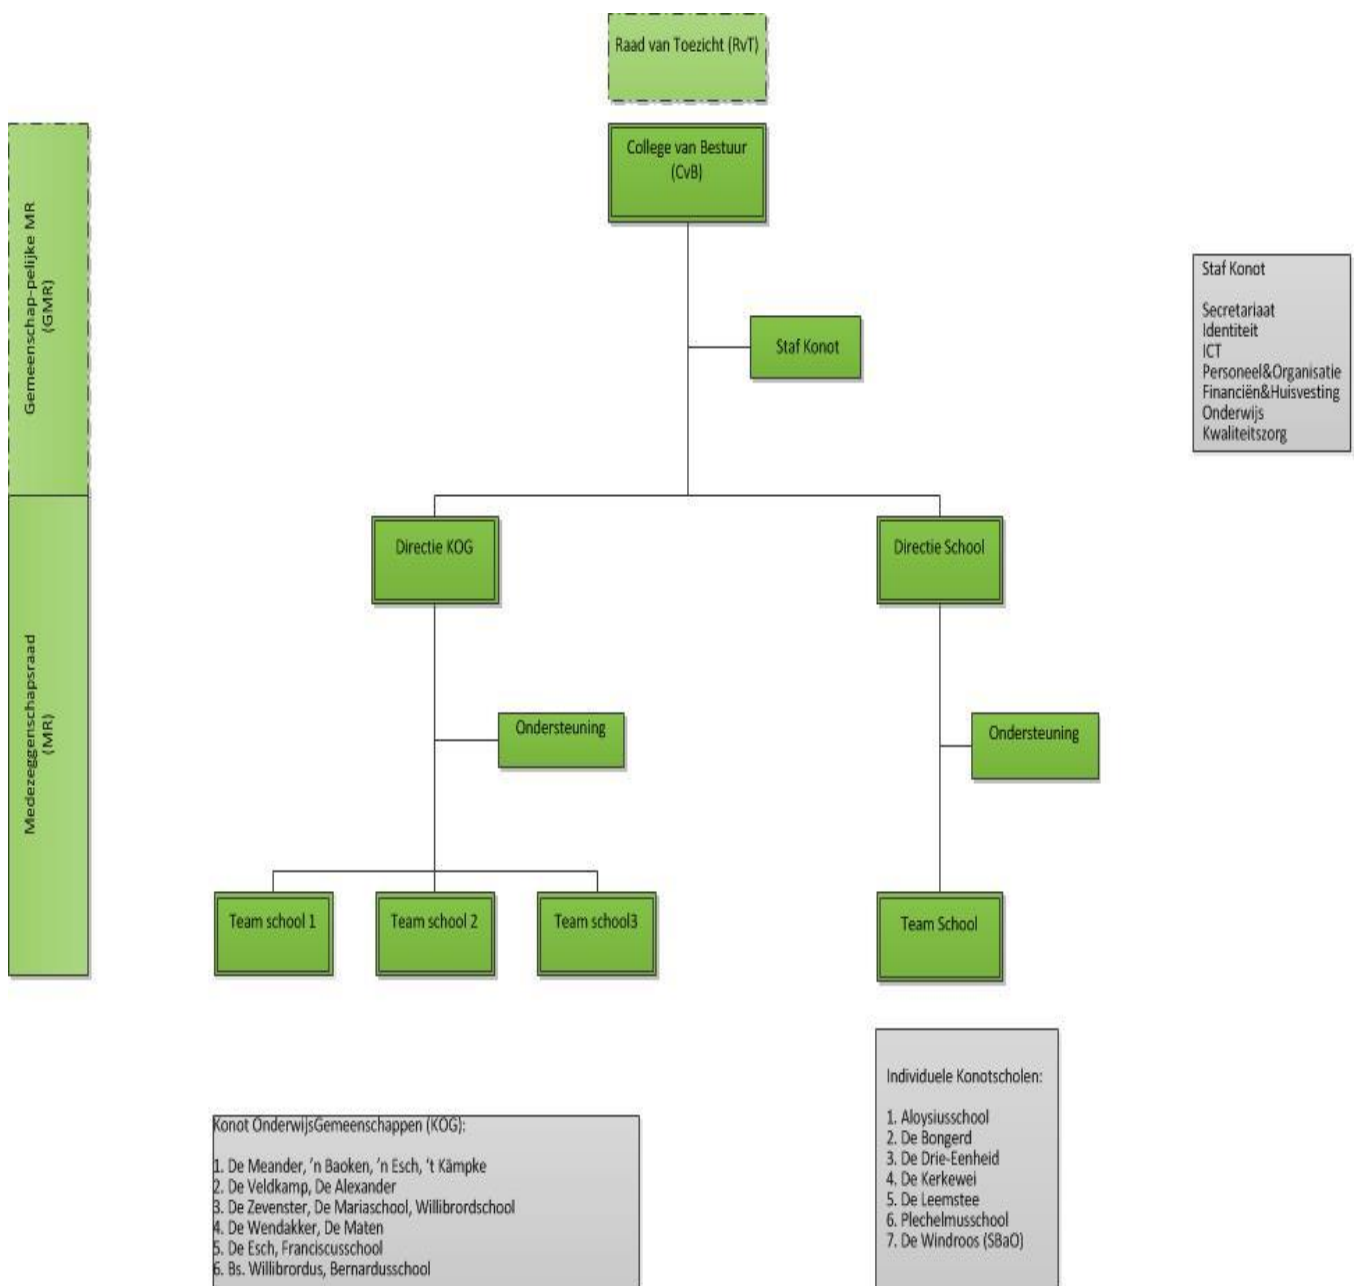 Raad van Toezicht (RvT)
College van Bestuur
(CvB)
Gemeenschap-pelijke MR
(GMR)
Staf Konot
Staf Konot
Secretariaat
Identiteit
ICT
Personeel&Organisatie
Financiën&Huisvesting
Onderwijs
Kwaliteitszorg
Medezeggenschapsraad
(MR)
Directie KOG
Directie School
Ondersteuning
Ondersteuning
Team school 1
Team school 2
Team school3
Team School
Konot OnderwijsGemeenschappen (KOG):
1. De Meander, 'n Baoken, 'n Esch, 't Kämpke
2. De Veldkamp, De Alexander
3. De Zevenster, De Mariaschool, Willibrordschool
4. De Wendakker, De Maten
5. De Esch, Franciscusschool
6. Bs. Willibrordus, Bernardusschool
Individuele Konotscholen:
1. Aloysiusschool
2. De Bongerd
3. De Drie-Eenheid
4. De Kerkewei
5. De Leemstee
6. Plechelmusschool
7. De Windroos (SBaO)